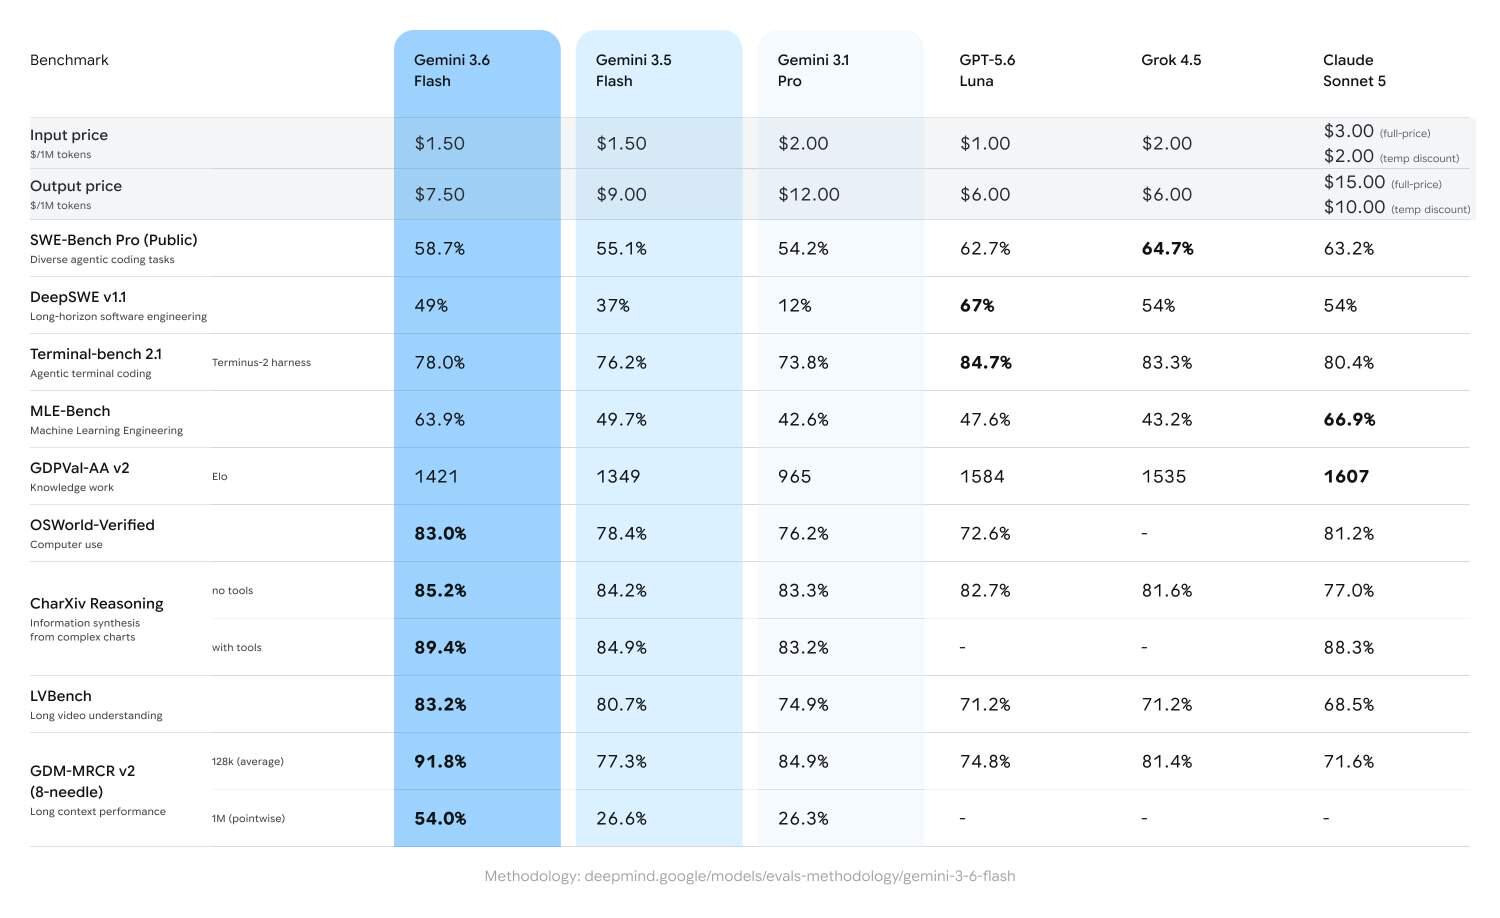 Benchmark Gemini 3.6 Flash Gemini 3.5 Flash Gemini 3.1 Pro GPT-5.6 Luna Grok 4.5 Claude Sonnet 5
Input price $/1M tokens $1.50 $1.50 $2.00 $1.00 $2.00 $3.00 (full-price) $2.00 (temp discount)
Output price $/1M tokens $7.50 $9.00 $12.00 $6.00 $6.00 $15.00 (full-price) $10.00 (temp discount)
SWE-Bench Pro (Public) Diverse agentic coding tasks 58.7% 55.1% 54.2% 62.7% 64.7% 63.2%
DeepSWE v1.1 Long-horizon software engineering 49% 37% 12% 67% 54% 54%
Terminal-bench 2.1 Agentic terminal coding Terminus-2 harness 78.0% 76.2% 73.8% 84.7% 83.3% 80.4%
MLE-Bench Machine Learning Engineering 63.9% 49.7% 42.6% 47.6% 43.2% 66.9%
GDPVal-AA v2 Knowledge work Elo 1421 1349 965 1584 1535 1607
OSWorld-Verified Computer use 83.0% 78.4% 76.2% 72.6% - 81.2%
CharXiv Reasoning Information synthesis from complex charts no tools 85.2% 84.2% 83.3% 82.7% 81.6% 77.0%
with tools 89.4% 84.9% 83.2% - - 88.3%
LVBench Long video understanding 83.2% 80.7% 74.9% 71.2% 71.2% 68.5%
GDM-MRCR v2 (8-needle) Long context performance 128k (average) 91.8% 77.3% 84.9% 74.8% 81.4% 71.6%
1M (pointwise) 54.0% 26.6% 26.3% - - -
Methodology: deepmind.google/models/evals-methodology/gemini-3-6-flash